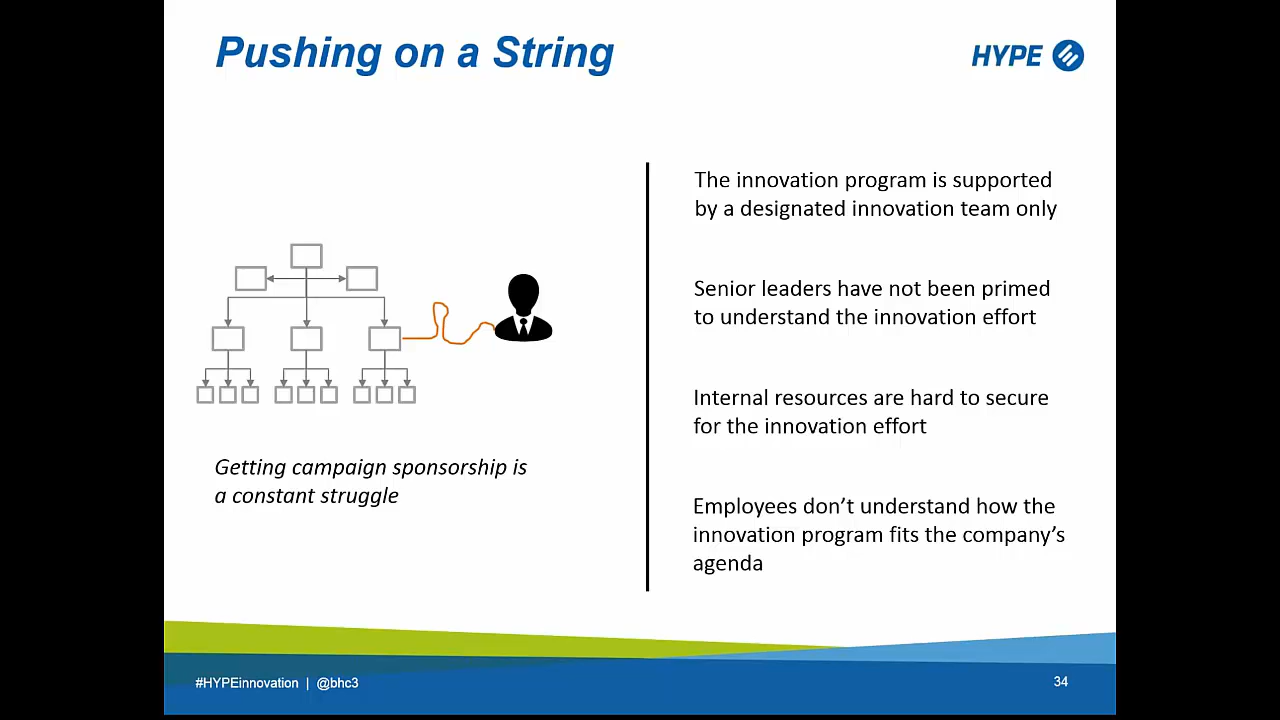 Pushing on a String
HYPE
The innovation program is supported
by a designated innovation team only
Senior leaders have not been primed
to understand the innovation effort
Internal resources are hard to secure
for the innovation effort
Employees don’t understand how the
innovation program fits the company’s
agenda
Getting campaign sponsorship is
a constant struggle
#HYPEinnovation | @bhc3
34